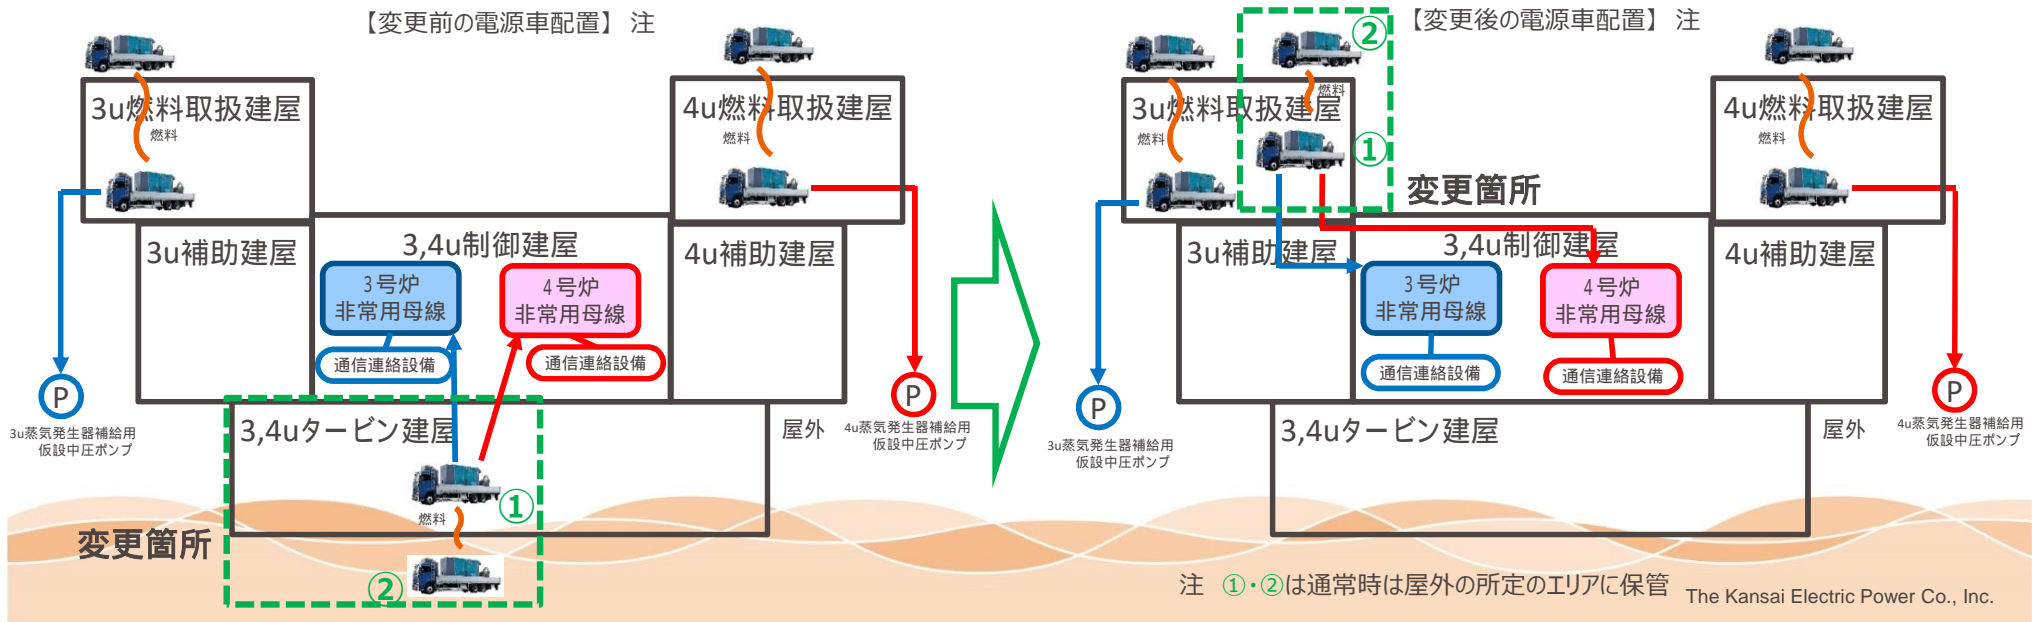 【変更前の電源車配置】 注
3u燃料取扱建屋
燃料
4u燃料取扱建屋
燃料
3u補助建屋
3,4u制御建屋
4u補助建屋
3号炉
非常用母線
4号炉
非常用母線
通信連絡設備
通信連絡設備
P
3u蒸気発生器補給用
仮設中圧ポンプ
P
4u蒸気発生器補給用
仮設中圧ポンプ
3,4uタービン建屋
屋外
①
燃料
変更箇所
②
【変更後の電源車配置】 注
②
燃料
3u燃料取扱建屋
燃料
①
4u燃料取扱建屋
燃料
変更箇所
3u補助建屋
3,4u制御建屋
4u補助建屋
3号炉
非常用母線
4号炉
非常用母線
通信連絡設備
通信連絡設備
P
3u蒸気発生器補給用
仮設中圧ポンプ
P
4u蒸気発生器補給用
仮設中圧ポンプ
3,4uタービン建屋
屋外
注 ①・②は通常時は屋外の所定のエリアに保管
The Kansai Electric Power Co., Inc.